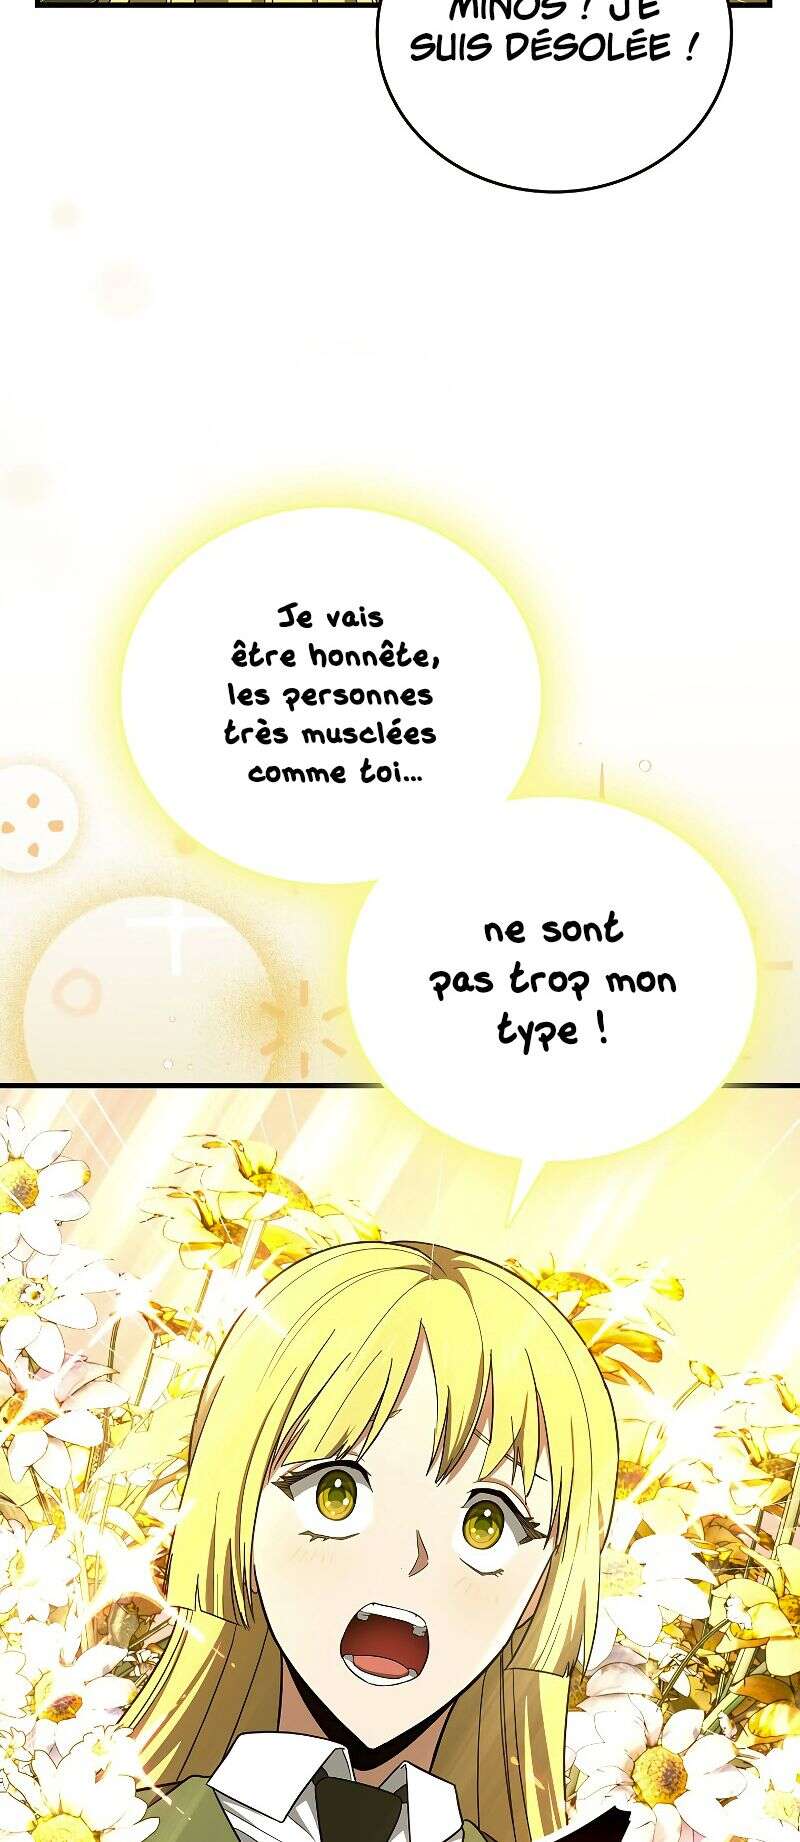 MINOS ! JE
SUIS DÉSOLÉE !
Je vais
être honnête,
les personnes
très musclées
comme toi...
ne sont
pas trop mon
type !